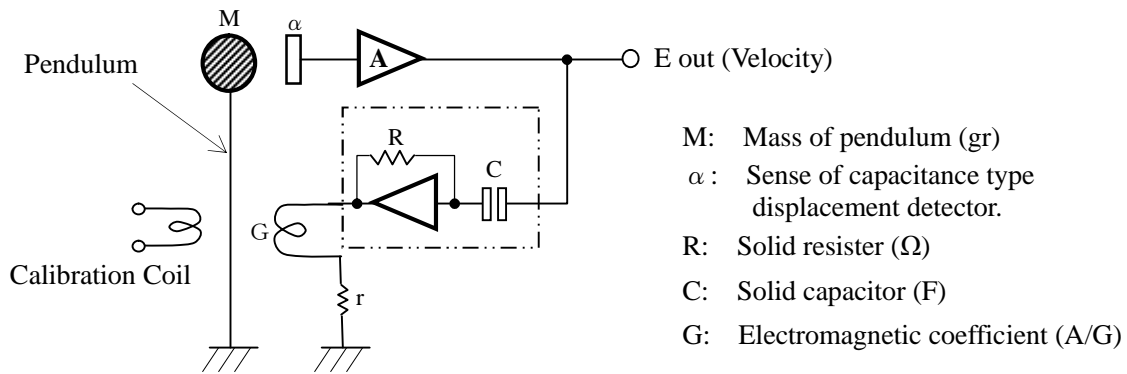 M
α
Pendulum
A
E out (Velocity)
R
C
G
r
Calibration Coil
M: Mass of pendulum (gr)
α: Sense of capacitance type
displacement detector.
R: Solid resister (Ω)
C: Solid capacitor (F)
G: Electromagnetic coefficient (A/G)